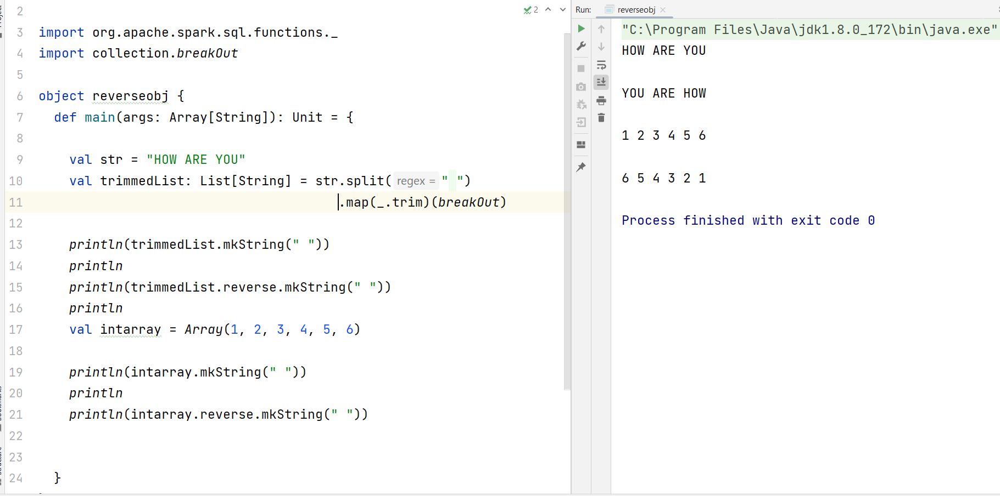 2
3 import org.apache.spark.sql.functions._
4 import collection.breakOut
5
6 object reverseobj {
7 def main(args: Array[String]): Unit = {
8
9 val str = "HOW ARE YOU"
10 val trimmedList: List[String] = str.split( regex = " ")
11 .map(_.trim)(breakOut)
12
13 println(trimmedList.mkString(" "))
14 println
15 println(trimmedList.reverse.mkString(" "))
16 println
17 val intarray = Array(1, 2, 3, 4, 5, 6)
18
19 println(intarray.mkString(" "))
20 println
21 println(intarray.reverse.mkString(" "))
22
23
24 }
2
Run: reverseobj
"C:\Program Files\Java\jdk1.8.0_172\bin\java.exe"
HOW ARE YOU
YOU ARE HOW
1 2 3 4 5 6
6 5 4 3 2 1
Process finished with exit code 0